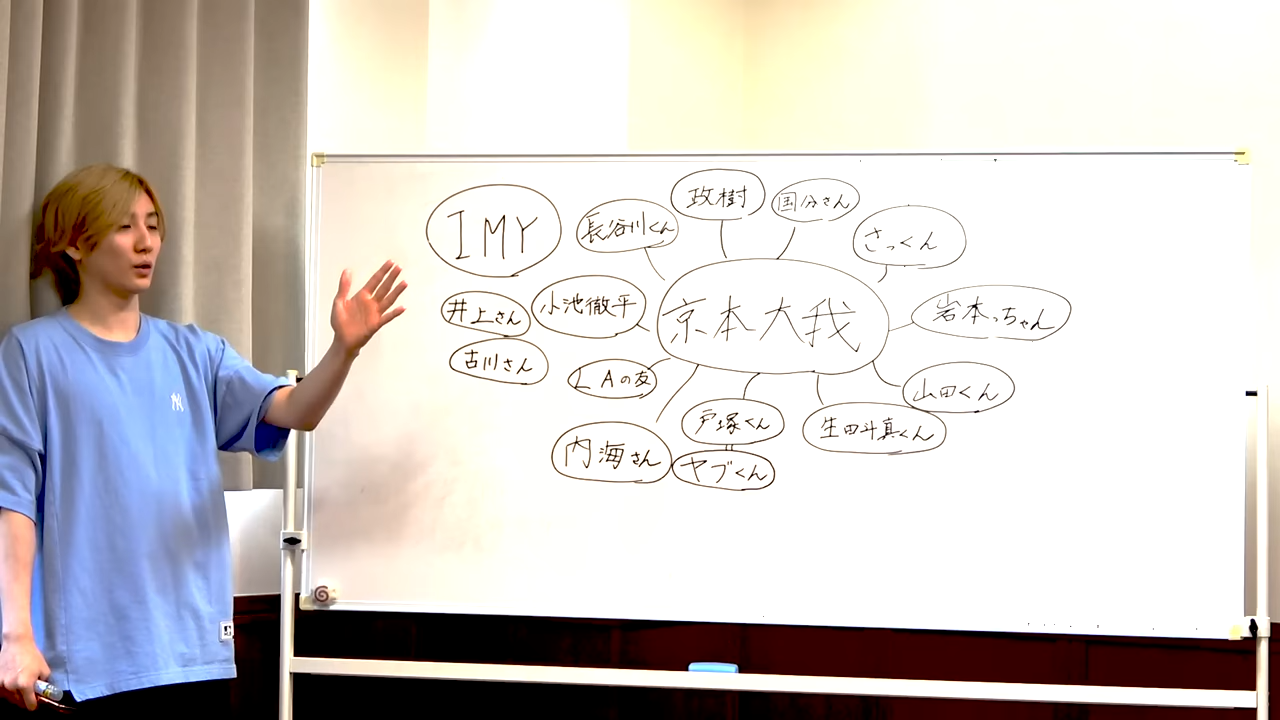 政樹
国分さん
IMY
長谷川くん
さっくん
井上さん
小池徹平
京本大我
岩本っちゃん
古川さん
LAの友
山田くん
戸塚くん
生田斗真くん
内海さん
ヤブくん
NY